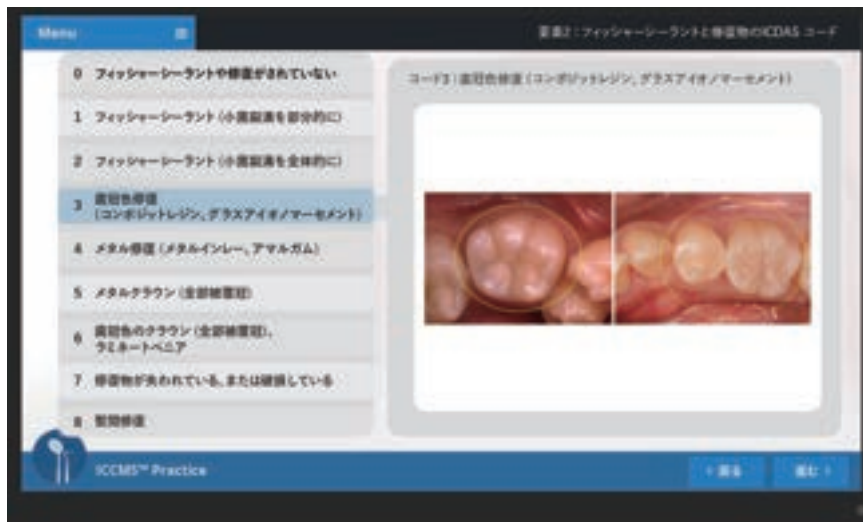 Menu
要素2:フィッシャーシーラントと修復物のICDAS コード
0 フィッシャーシーラントや修復がされていない
1 フィッシャーシーラント(小窩裂溝を部分的に)
2 フィッシャーシーラント(小窩裂溝を全体的に)
3 歯冠色修復
(コンポジットレジン、グラスアイオノマーセメント)
4 メタル修復(メタルインレー、アマルガム)
5 メタルクラウン(全部被覆冠)
6 歯冠色のクラウン(全部被覆冠)、
ラミネートベニア
7 修復物が失われている、または破損している
8 暫間修復
コード3:歯冠色修復(コンポジットレジン、グラスアイオノマーセメント)
ICCMS™ Practice
戻る
進む